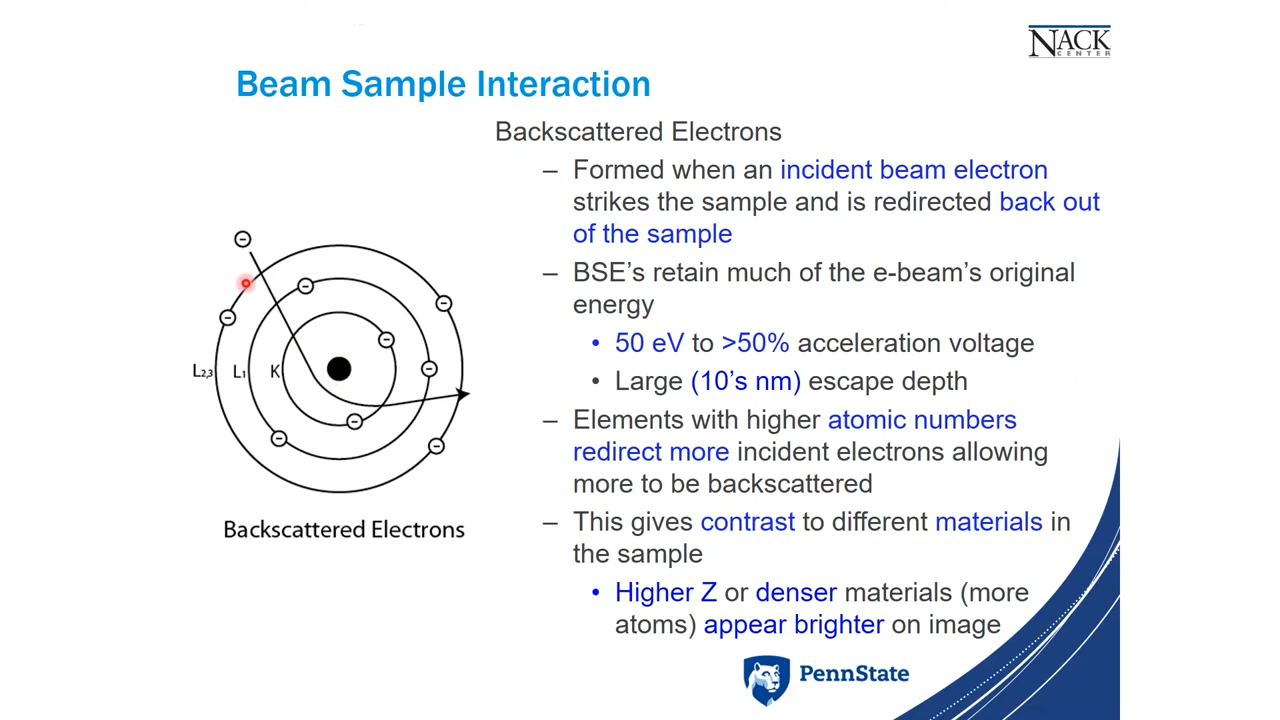 NACK
CENTER
Beam Sample Interaction
Backscattered Electrons
– Formed when an incident beam electron
strikes the sample and is redirected back out
of the sample
– BSE's retain much of the e-beam's original
energy
• 50 eV to >50% acceleration voltage
• Large (10's nm) escape depth
– Elements with higher atomic numbers
redirect more incident electrons allowing
more to be backscattered
– This gives contrast to different materials in
the sample
• Higher Z or denser materials (more
atoms) appear brighter on image
L2,3 L1 K
Backscattered Electrons
PennState